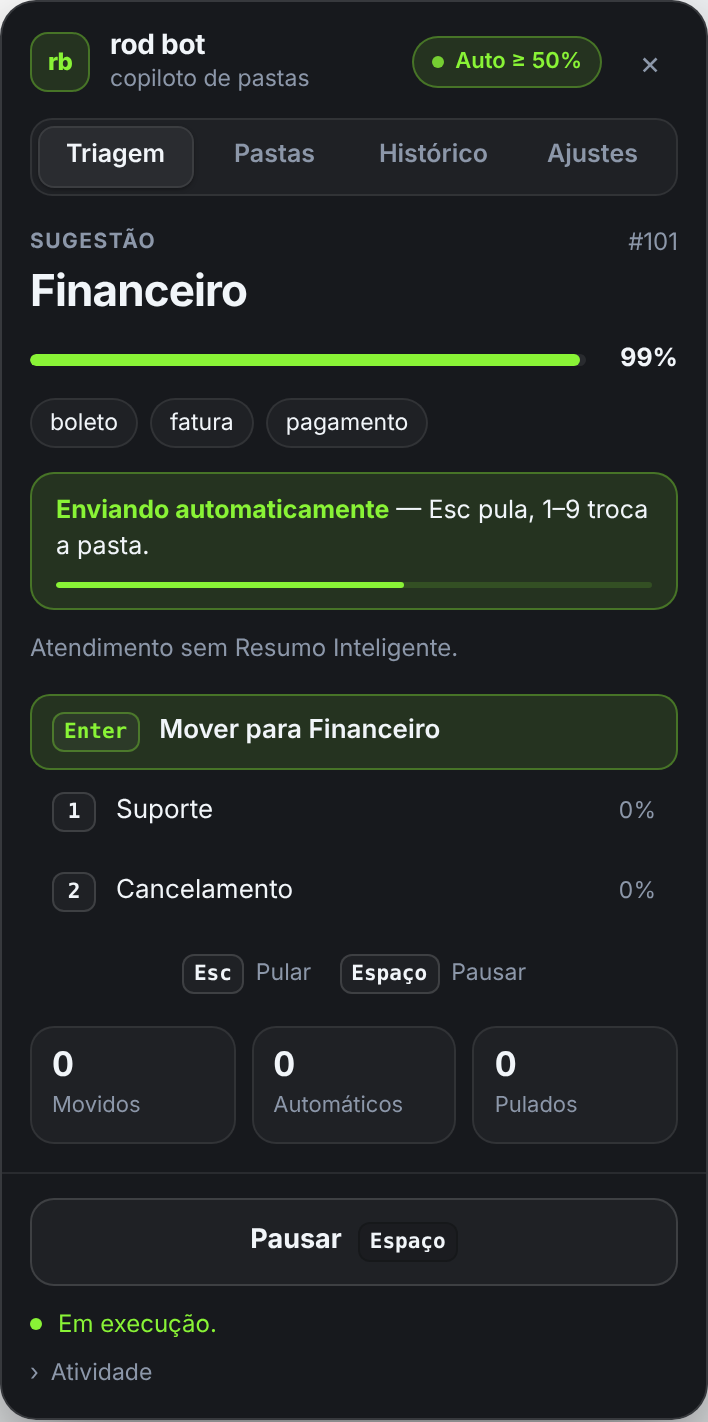 rb
rod bot
copiloto de pastas
Auto ≥ 50%
×
Triagem
Pastas
Histórico
Ajustes
SUGESTÃO
#101
Financeiro
99%
boleto
fatura
pagamento
Enviando automaticamente — Esc pula, 1–9 troca
a pasta.
Atendimento sem Resumo Inteligente.
Enter Mover para Financeiro
1 Suporte 0%
2 Cancelamento 0%
Esc Pular Espaço Pausar
0
Movidos
0
Automáticos
0
Pulados
Pausar Espaço
Em execução.
› Atividade